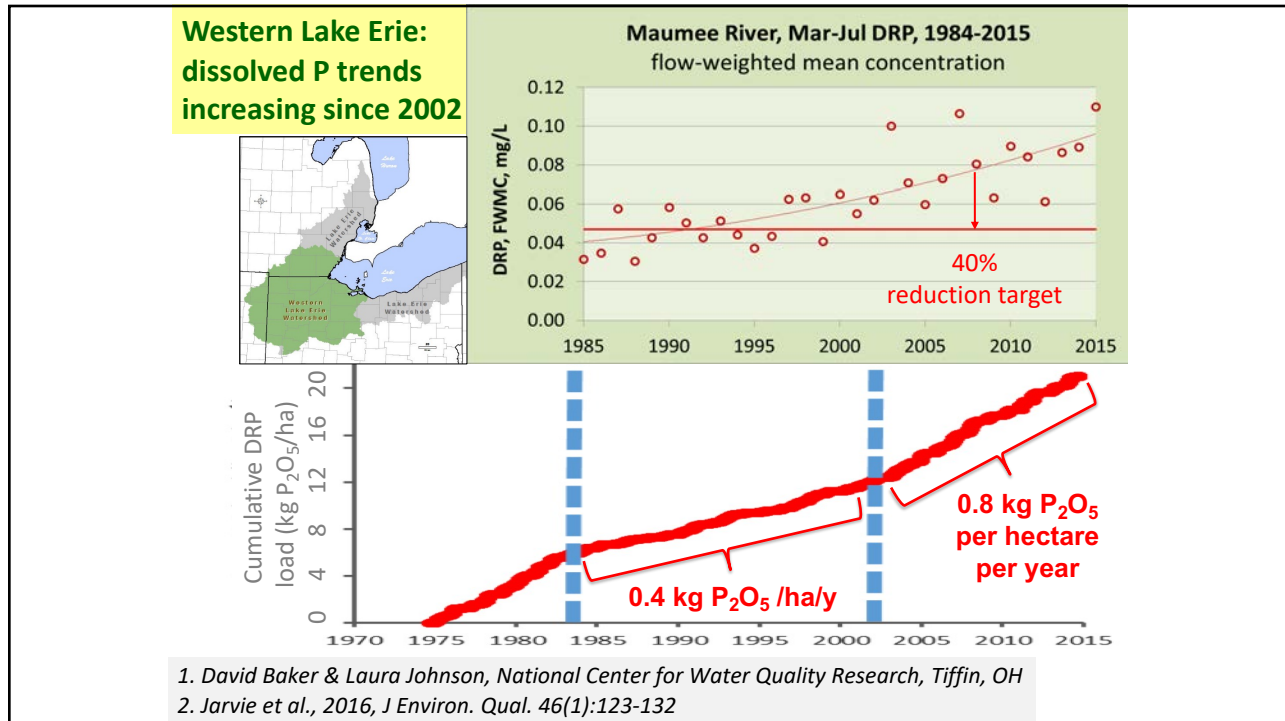 Western Lake Erie:
dissolved P trends
increasing since 2002
Lake Erie
Watershed
Western
Lake Erie
Watershed
Lake Erie
Watershed
Maumee River, Mar-Jul DRP, 1984-2015
flow-weighted mean concentration
DRP, FWMC, mg/L
0.12
0.10
0.08
0.06
0.04
0.02
0.00
40%
reduction target
1985 1990 1995 2000 2005 2010 2015
Cumulative DRP
load (kg P₂O₅/ha)
20
16
12
8
4
0
0.4 kg P₂O₅ /ha/y
0.8 kg P₂O₅
per hectare
per year
1970 1975 1980 1985 1990 1995 2000 2005 2010 2015
1. David Baker & Laura Johnson, National Center for Water Quality Research, Tiffin, OH
2. Jarvie et al., 2016, J Environ. Qual. 46(1):123-132